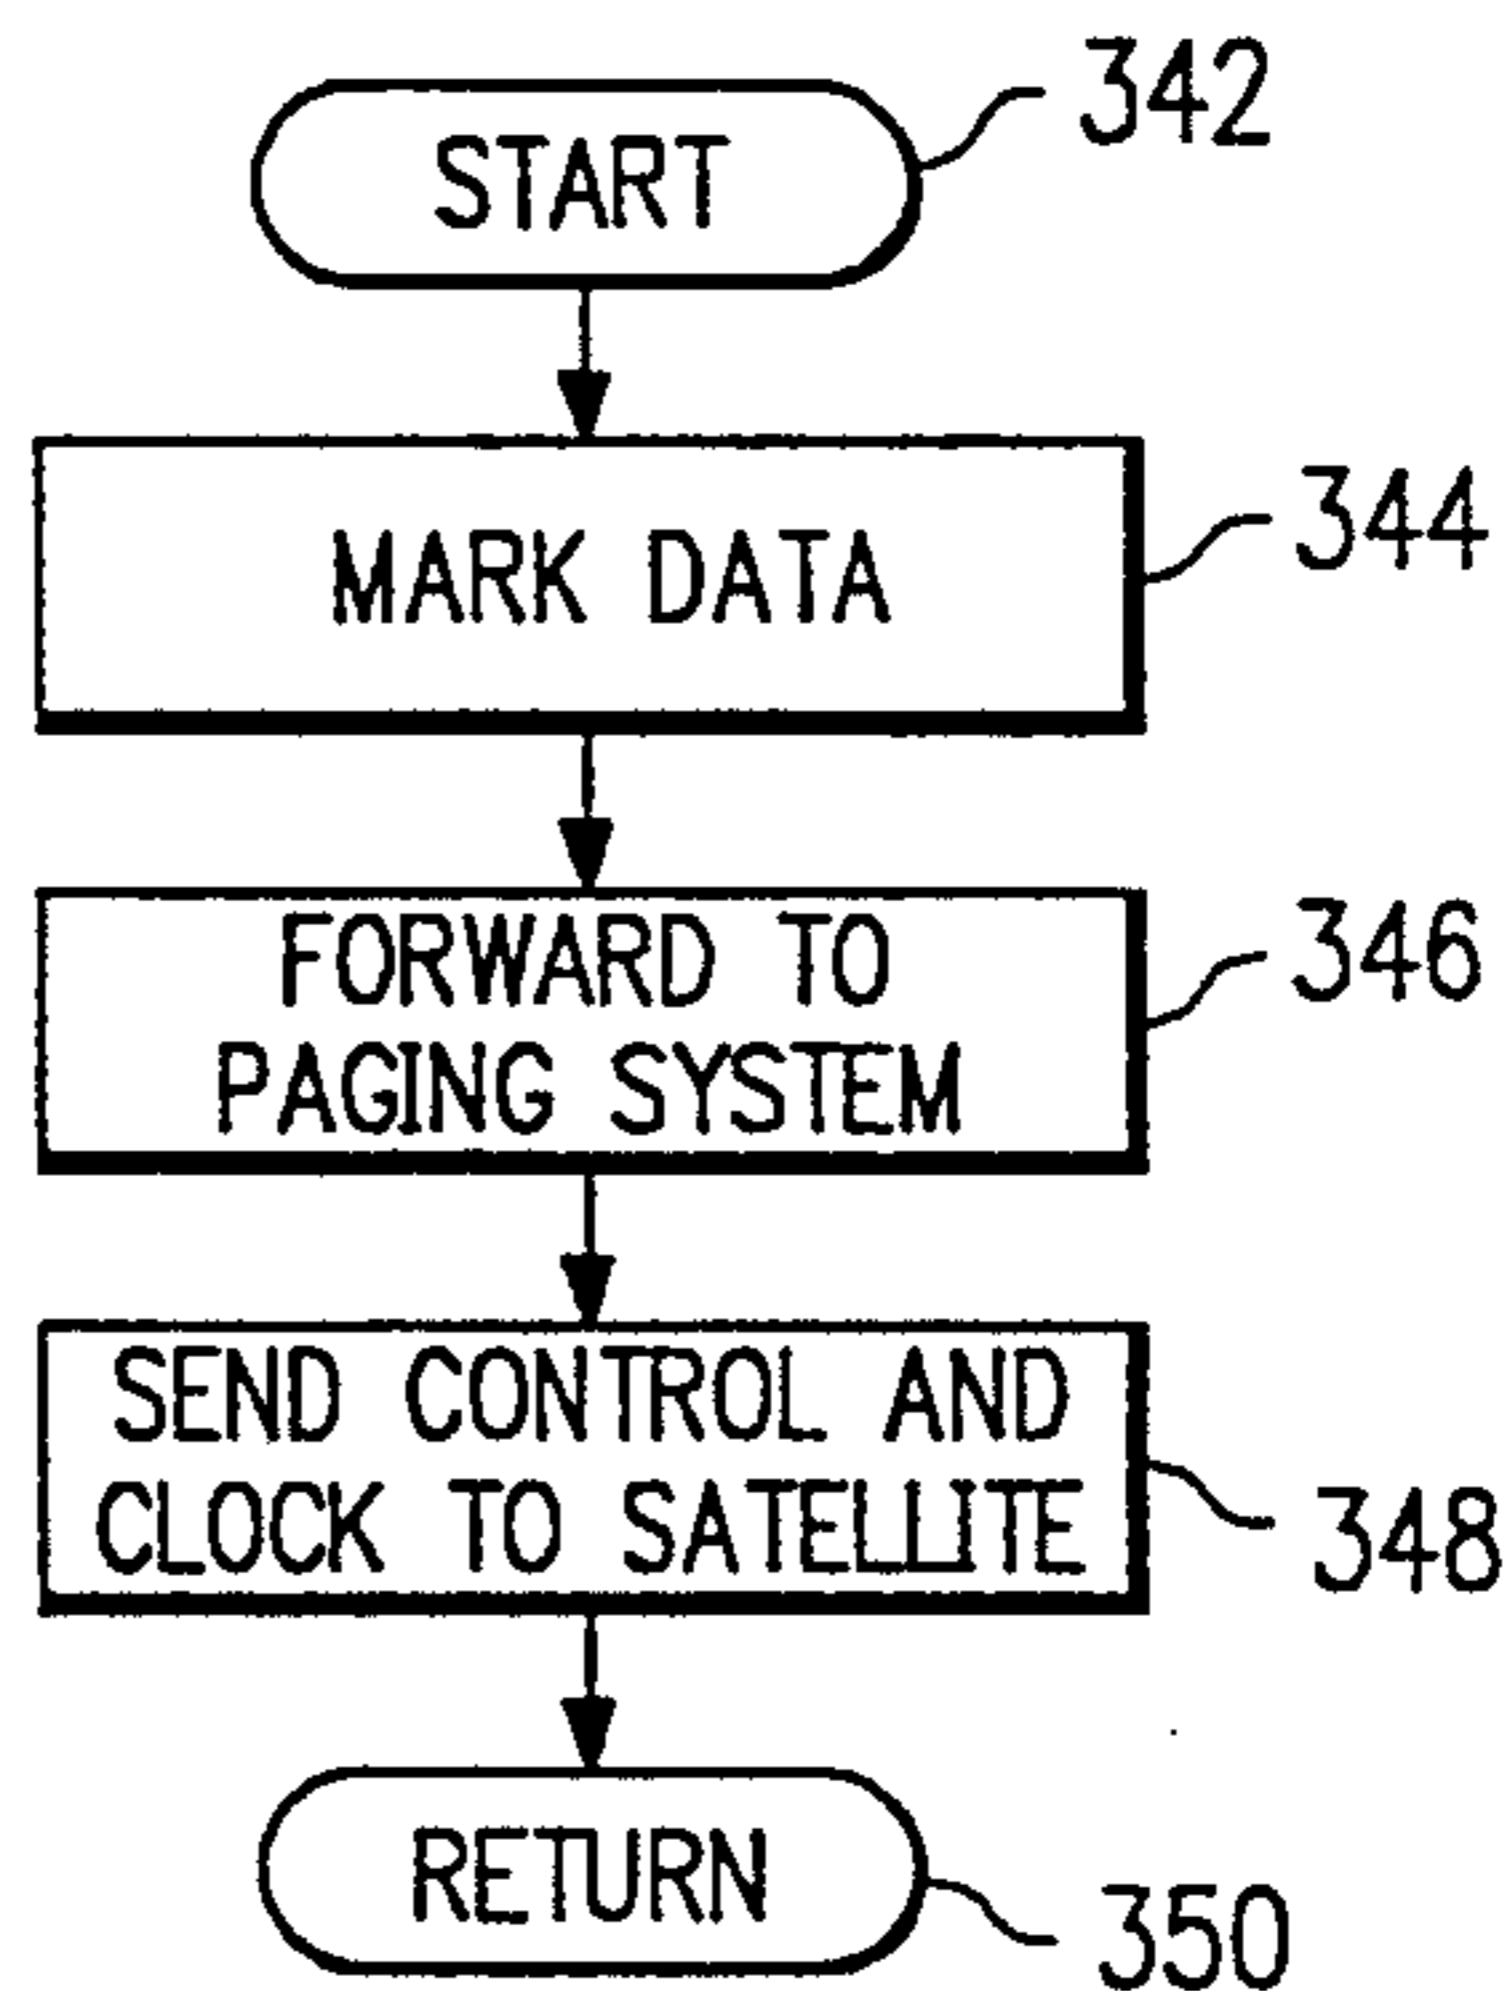 START
342
MARK DATA
344
FORWARD TO
PAGING SYSTEM
346
SEND CONTROL AND
CLOCK TO SATELLITE
348
RETURN
350